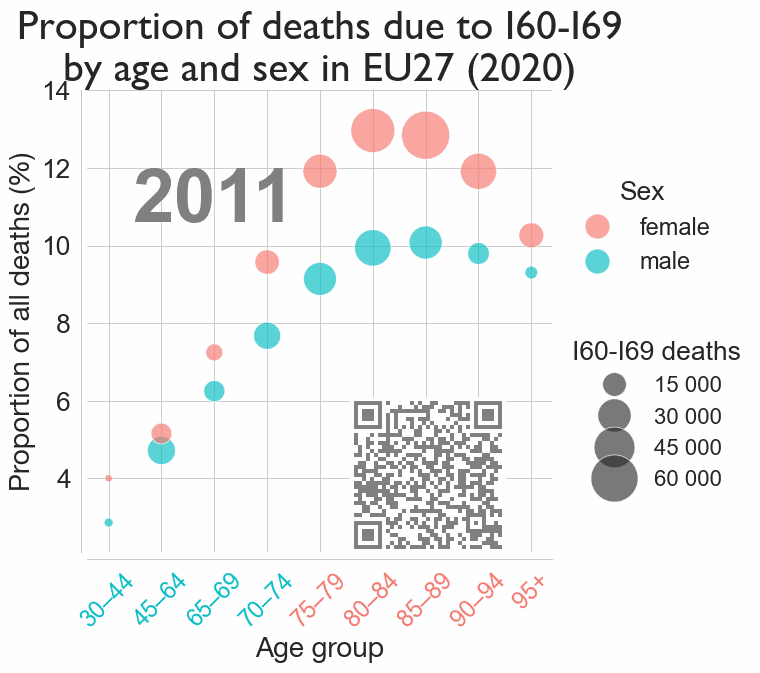 Proportion of deaths due to I60-I69
by age and sex in EU27 (2020)
14
12
10
8
6
4
Proportion of all deaths (%)
2011
Sex
female
male
I60-I69 deaths
15 000
30 000
45 000
60 000
30–44
45–64
65–69
70–74
75–79
80–84
85–89
90–94
95+
Age group